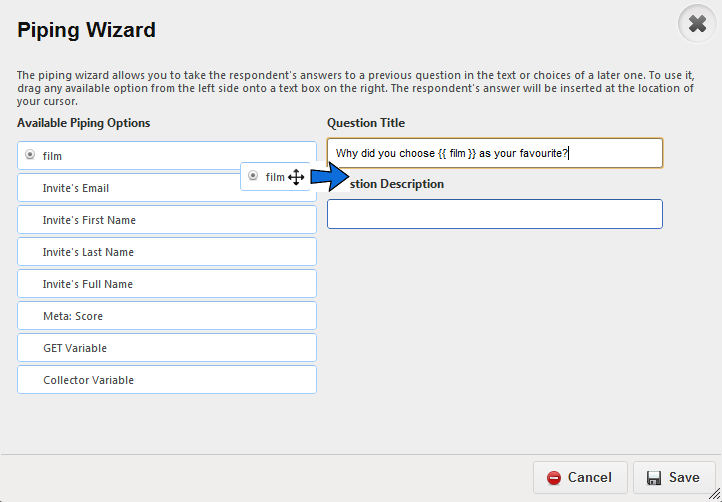 Piping Wizard
The piping wizard allows you to take the respondent's answers to a previous question in the text or choices of a later one. To use it,
drag any available option from the left side onto a text box on the right. The respondent's answer will be inserted at the location of
your cursor.
Available Piping Options
Question Title
film
Why did you choose {{ film }} as your favourite?
film
stion Description
Invite's Email
Invite's First Name
Invite's Last Name
Invite's Full Name
Meta: Score
GET Variable
Collector Variable
Cancel
Save